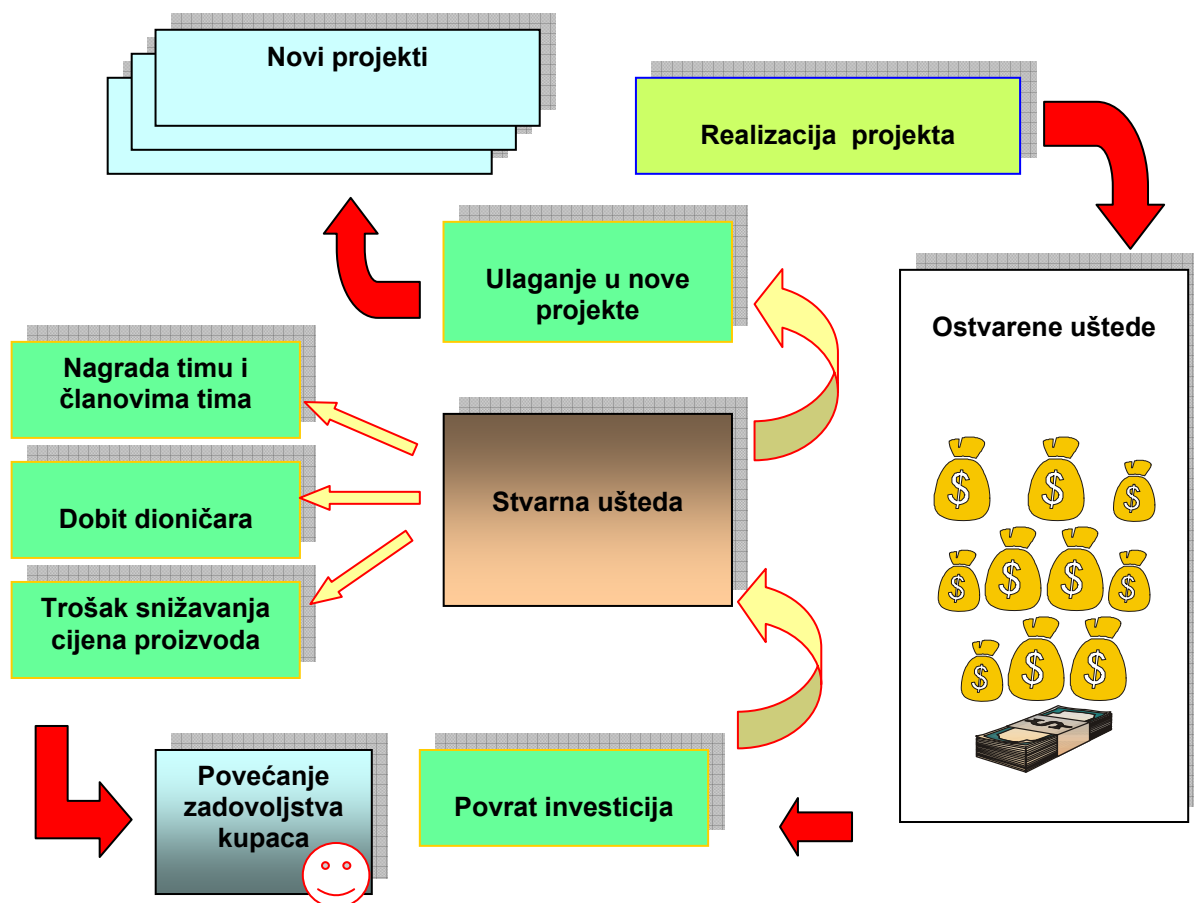 Novi projekti
Realizacija projekta
Ulaganje u nove
projekte
Ostvarene uštede
Nagrada timu i
članovima tima
Stvarna ušteda
Dobit dioničara
Trošak snižavanja
cijena proizvoda
Povećanje
zadovoljstva
kupaca
Povrat investicija
$ $ $
$ $ $ $
$ $ $
$